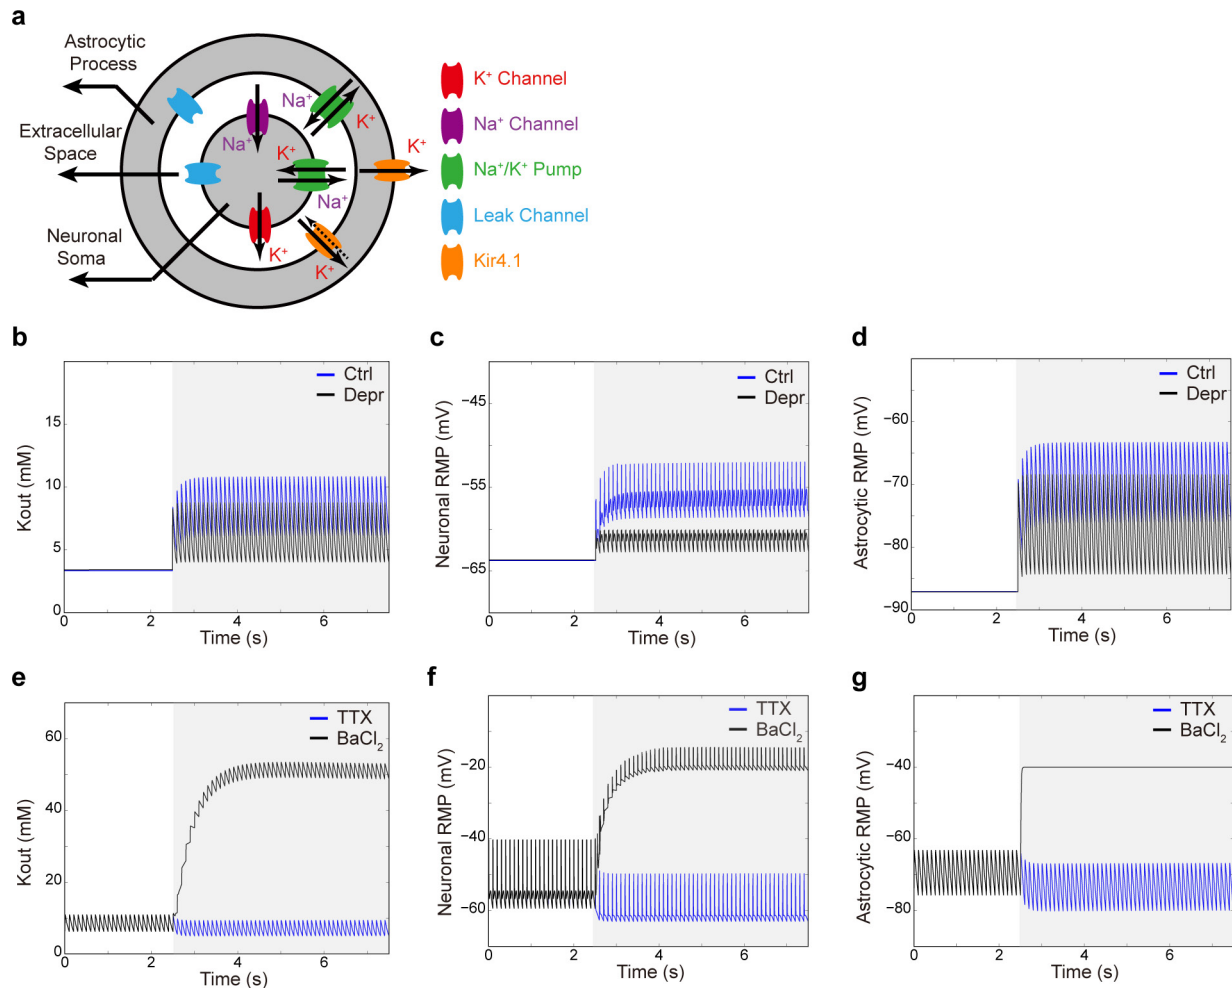 a
Astrocytic
Process
Extracellular
Space
Neuronal
Soma
Na⁺
K⁺
Na⁺
K⁺
Na⁺
K⁺
K⁺
K⁺
K⁺ Channel
Na⁺ Channel
Na⁺/K⁺ Pump
Leak Channel
Kir4.1
b
Ctrl
Depr
Kout (mM)
15
10
5
0
0 2 4 6
Time (s)
c
Ctrl
Depr
Neuronal RMP (mV)
−45
−55
−65
0 2 4 6
Time (s)
d
Ctrl
Depr
Astrocytic RMP (mV)
−60
−70
−80
−90
0 2 4 6
Time (s)
e
TTX
BaCl₂
Kout (mM)
60
40
20
0
0 2 4 6
Time (s)
f
TTX
BaCl₂
Neuronal RMP (mV)
−20
−40
−60
0 2 4 6
Time (s)
g
TTX
BaCl₂
Astrocytic RMP (mV)
−40
−60
−80
0 2 4 6
Time (s)